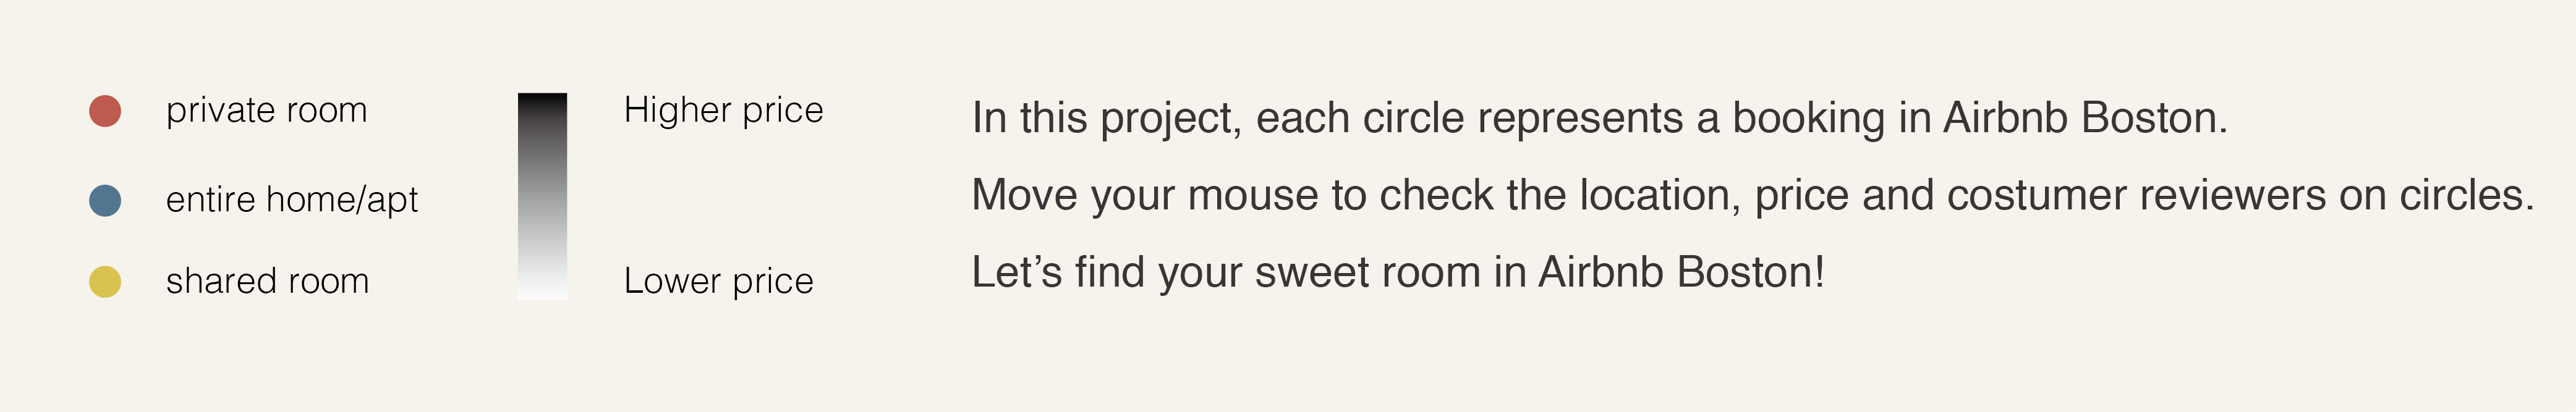 private room
entire home/apt
shared room
Higher price
Lower price
In this project, each circle represents a booking in Airbnb Boston.
Move your mouse to check the location, price and costumer reviewers on circles.
Let’s find your sweet room in Airbnb Boston!